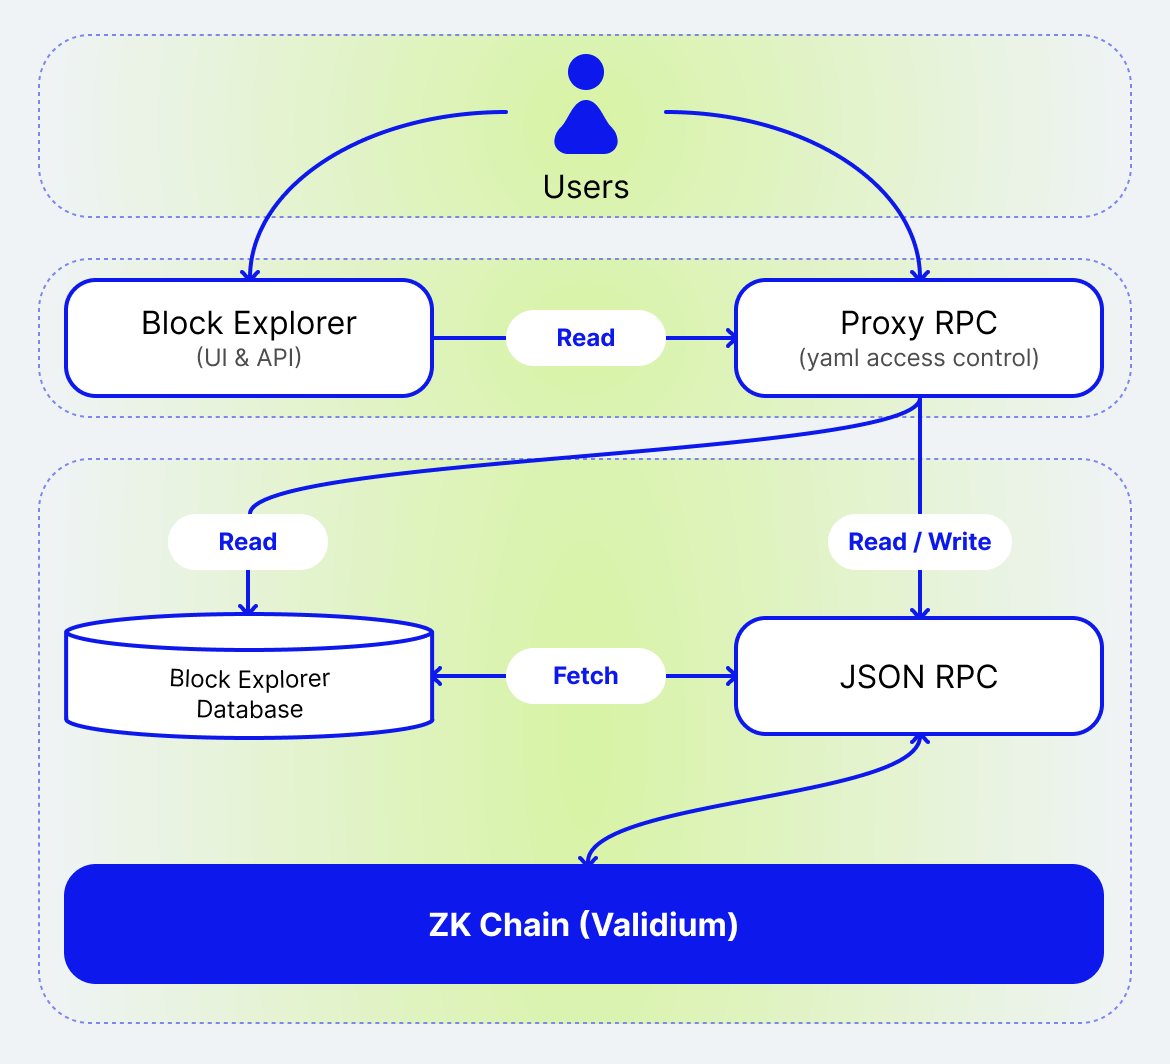 Users
Block Explorer
(UI & API)
Read
Proxy RPC
(yaml access control)
Read
Read / Write
Block Explorer
Database
Fetch
JSON RPC
ZK Chain (Validium)